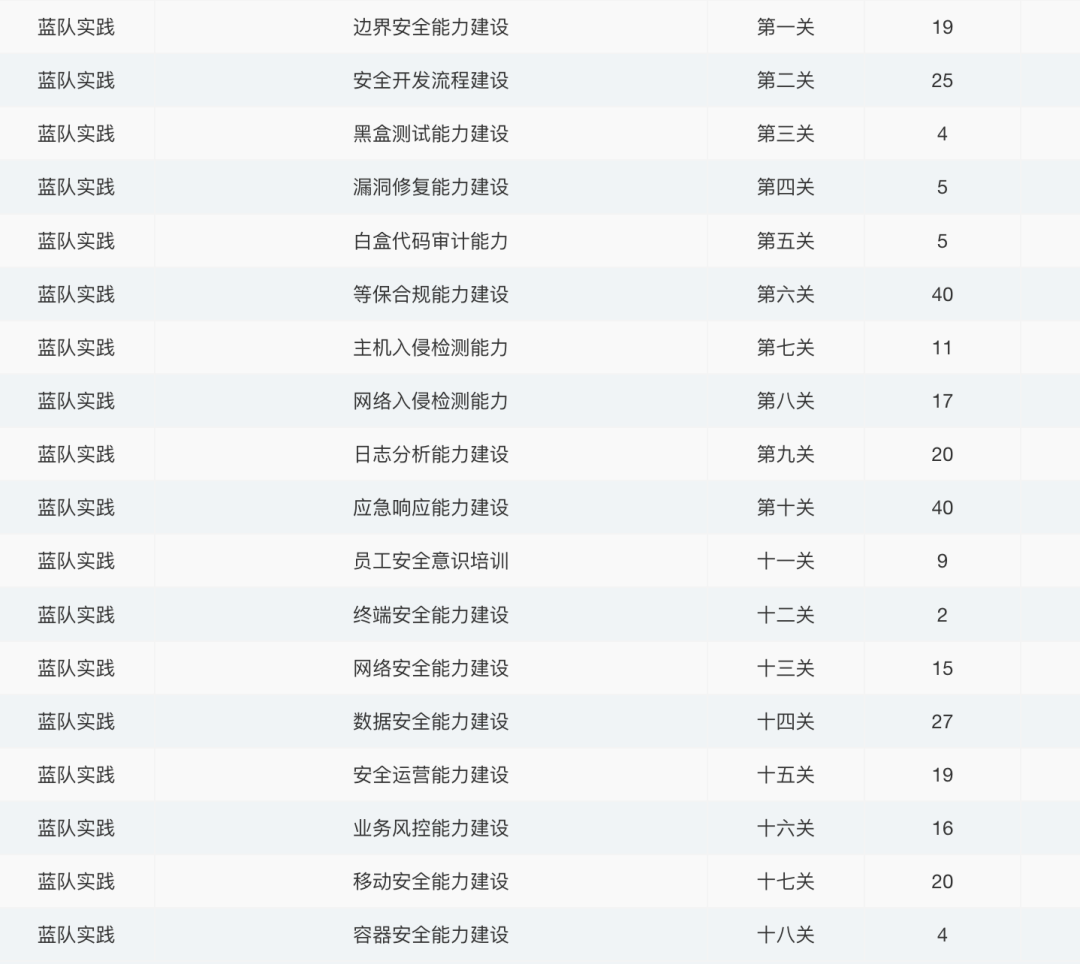 蓝队实践 边界安全能力建设 第一关 19
蓝队实践 安全开发流程建设 第二关 25
蓝队实践 黑盒测试能力建设 第三关 4
蓝队实践 漏洞修复能力建设 第四关 5
蓝队实践 白盒代码审计能力 第五关 5
蓝队实践 等保合规能力建设 第六关 40
蓝队实践 主机入侵检测能力 第七关 11
蓝队实践 网络入侵检测能力 第八关 17
蓝队实践 日志分析能力建设 第九关 20
蓝队实践 应急响应能力建设 第十关 40
蓝队实践 员工安全意识培训 十一关 9
蓝队实践 终端安全能力建设 十二关 2
蓝队实践 网络安全能力建设 十三关 15
蓝队实践 数据安全能力建设 十四关 27
蓝队实践 安全运营能力建设 十五关 19
蓝队实践 业务风控能力建设 十六关 16
蓝队实践 移动安全能力建设 十七关 20
蓝队实践 容器安全能力建设 十八关 4